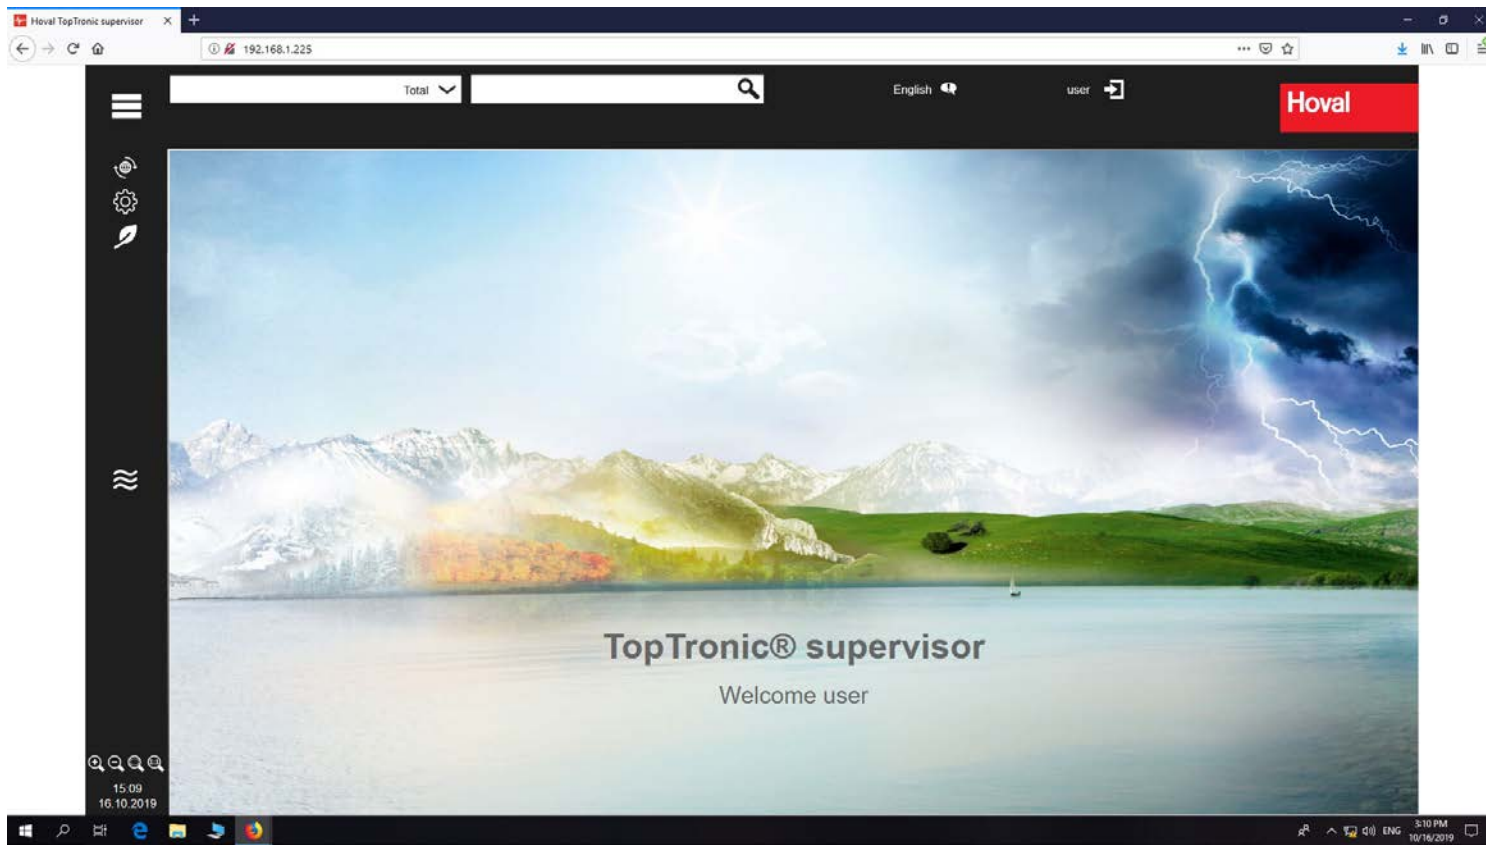 Hoval TopTronic supervisor
192.168.1.225
Total
English
user
Hoval
TopTronic® supervisor
Welcome user
15:09
16.10.2019
ENG
3:10 PM
10/16/2019